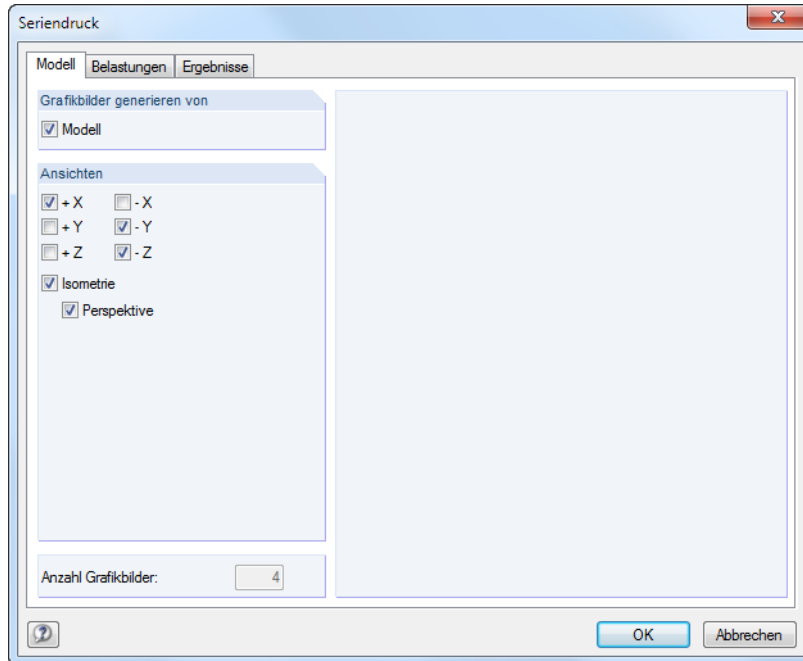 Seriendruck
Modell Belastungen Ergebnisse
Grafikbilder generieren von
Modell
Ansichten
+ X - X
+ Y - Y
+ Z - Z
Isometrie
Perspektive
Anzahl Grafikbilder: 4
OK Abbrechen